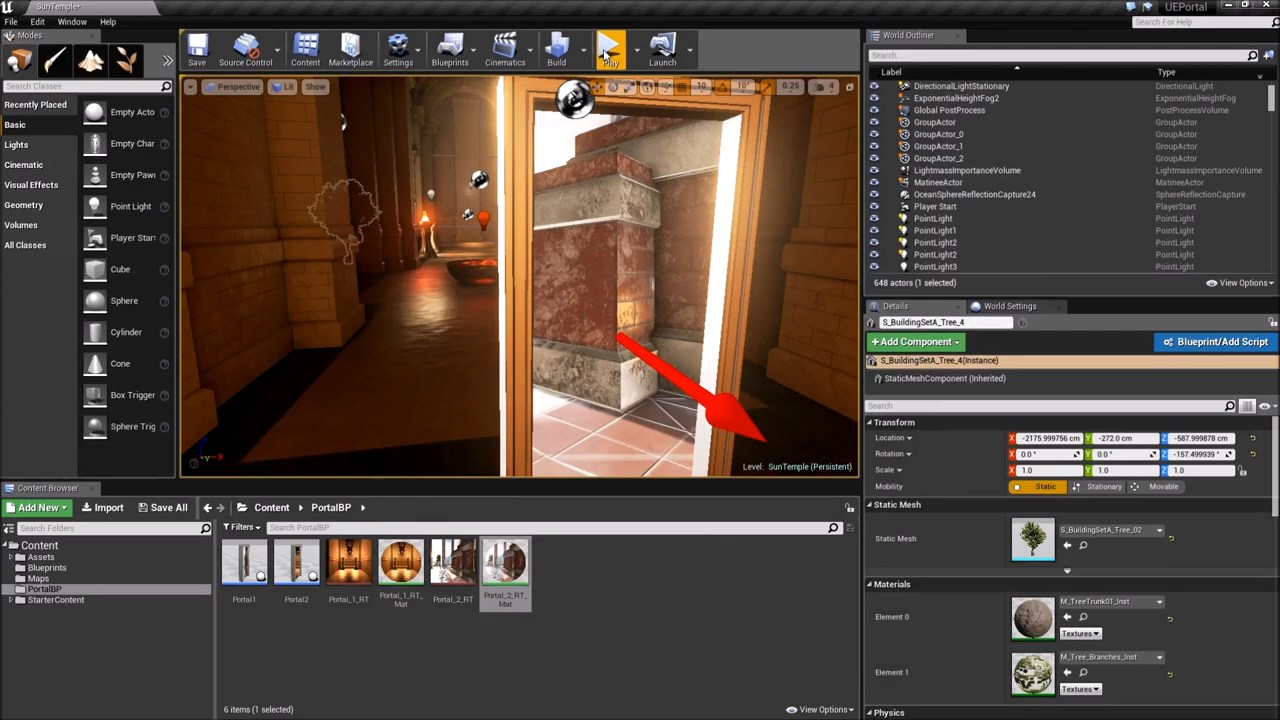 SunTemple*
UEPortal
File Edit Window Help
Search For Help
Modes
Search Classes
Recently Placed
Basic
Lights
Cinematic
Visual Effects
Geometry
Volumes
All Classes
Empty Acto
Empty Char
Empty Pawn
Point Light
Player Start
Cube
Sphere
Cylinder
Cone
Box Trigger
Sphere Trig
Save
Source Control
Content
Marketplace
Settings
Blueprints
Cinematics
Build
Play
Launch
Perspective Lit Show
10 10° 0.25 4
Level: SunTemple (Persistent)
World Outliner
Search...
Label Type
DirectionalLightStationary DirectionalLight
ExponentialHeightFog2 ExponentialHeightFog
Global PostProcess PostProcessVolume
GroupActor GroupActor
GroupActor_0 GroupActor
GroupActor_1 GroupActor
GroupActor_2 GroupActor
LightmassImportanceVolume LightmassImportanceVolume
MatineeActor MatineeActor
OceanSphereReflectionCapture24 SphereReflectionCapture
Player Start PlayerStart
PointLight PointLight
PointLight1 PointLight
PointLight2 PointLight
PointLight2 PointLight
PointLight3 PointLight
648 actors (1 selected) View Options
Details World Settings
S_BuildingSetA_Tree_4
+Add Component Blueprint/Add Script
S_BuildingSetA_Tree_4(Instance)
StaticMeshComponent (Inherited)
Search
Transform
Location X -2175.999756 cm Y -272.0 cm Z -587.999878 cm
Rotation X 0.0 ° Y 0.0 ° Z -157.499939 °
Scale X 1.0 Y 1.0 Z 1.0
Mobility Static Stationary Movable
Static Mesh
Static Mesh S_BuildingSetA_Tree_02
Materials
Element 0 M_TreeTrunk01_Inst
Textures
Element 1 M_Tree_Branches_Inst
Textures
Physics
Content Browser
Add New Import Save All Content PortalBP
Search Folders
Filters Search PortalBP
Content
Assets
Blueprints
Maps
PortalBP
StarterContent
Portal1
Portal2
Portal_1_RT
Portal_1_RT_
Mat
Portal_2_RT
Portal_2_RT_
Mat
6 items (1 selected) View Options